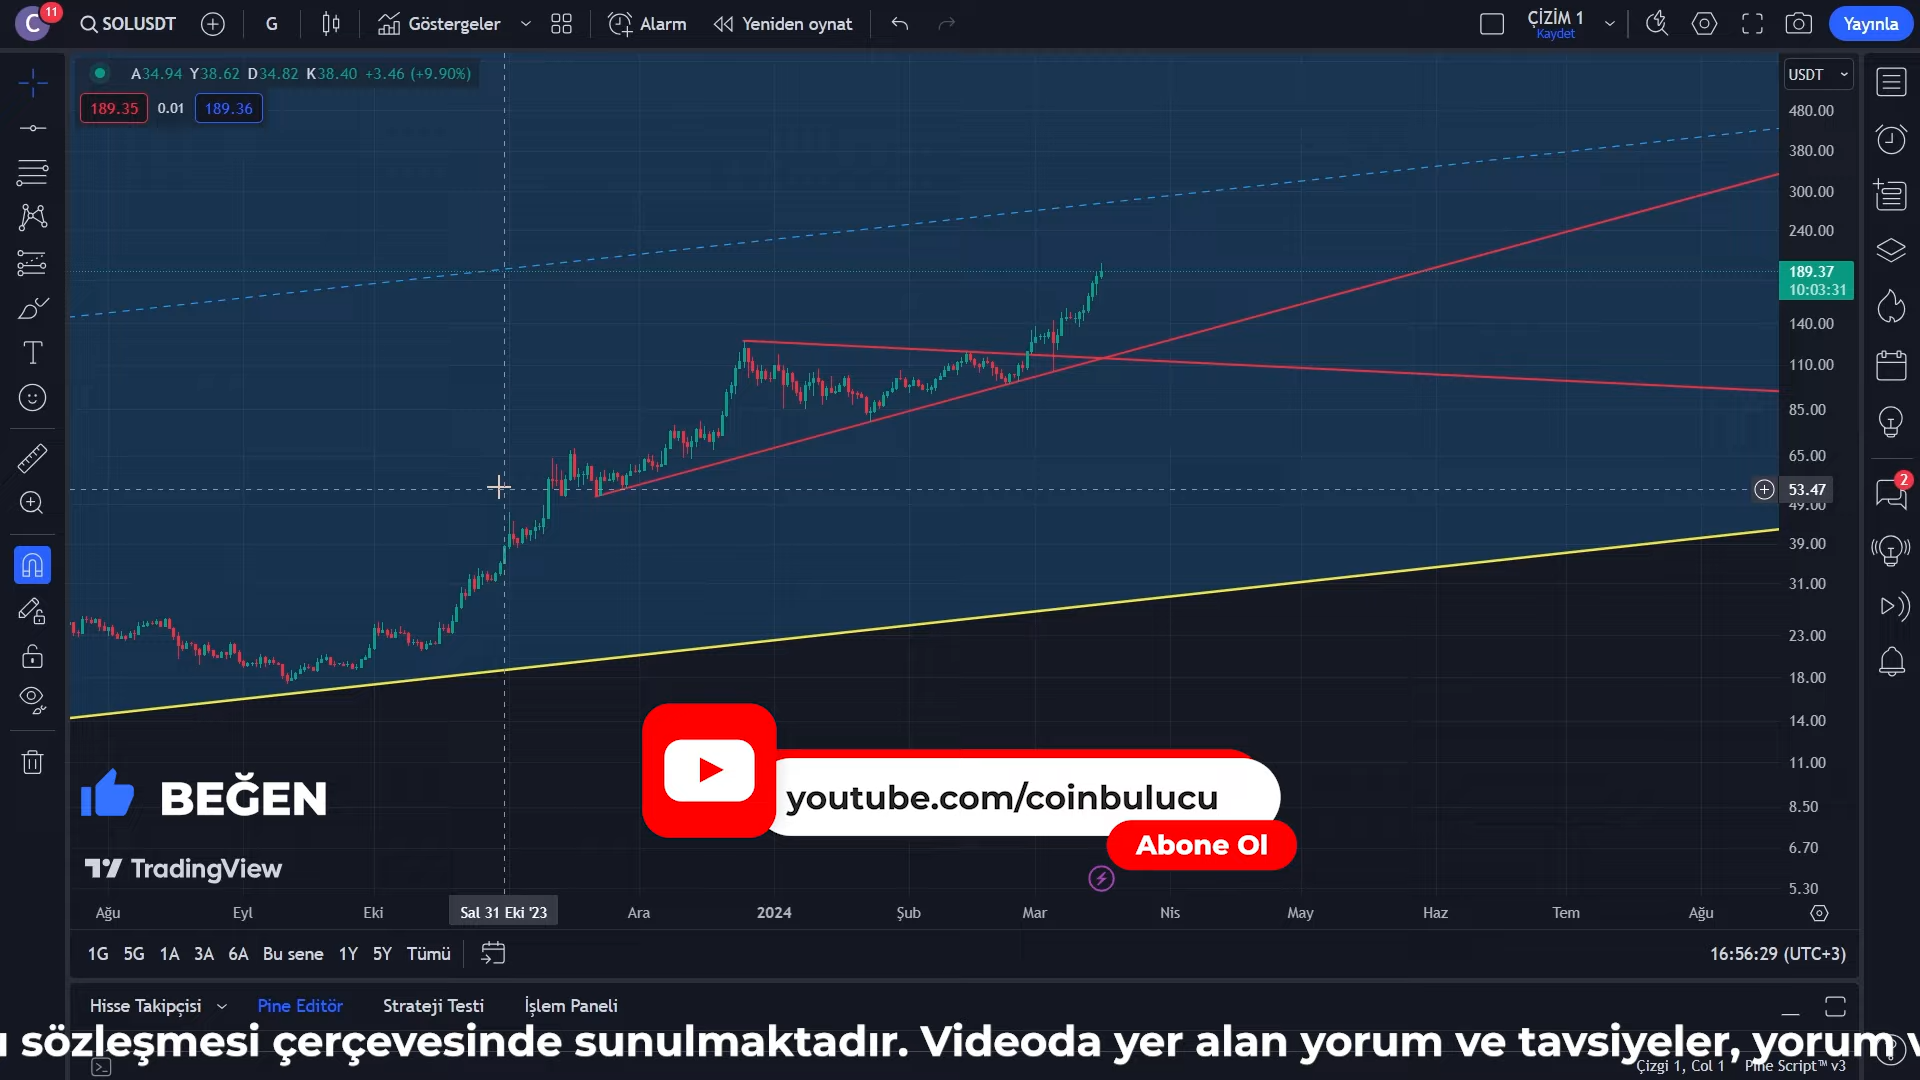 C 11 SOLUSDT G Göstergeler Alarm Yeniden oynat ÇİZİM 1 Kaydet Yayınla
A34.94 Y38.62 D34.82 K38.40 +3.46 (+9.90%)
189.35 0.01 189.36
USDT
480.00
380.00
300.00
240.00
189.37
10:03:31
140.00
110.00
85.00
65.00
53.47
49.00
39.00
31.00
23.00
18.00
14.00
11.00
8.50
6.70
5.30
2
BEĞEN
youtube.com/coinbulucu
Abone Ol
TradingView
Ağu Eyl Eki Sal 31 Eki '23 Ara 2024 Şub Mar Nis May Haz Tem Ağu
1G 5G 1A 3A 6A Bu sene 1Y 5Y Tümü 16:56:29 (UTC+3)
Hisse Takipçisi Pine Editör Strateji Testi İşlem Paneli
sözleşmesi çerçevesinde sunulmaktadır. Videoda yer alan yorum ve tavsiyeler, yorum v
Çizgi 1, Col 1 Pine Script™ v3